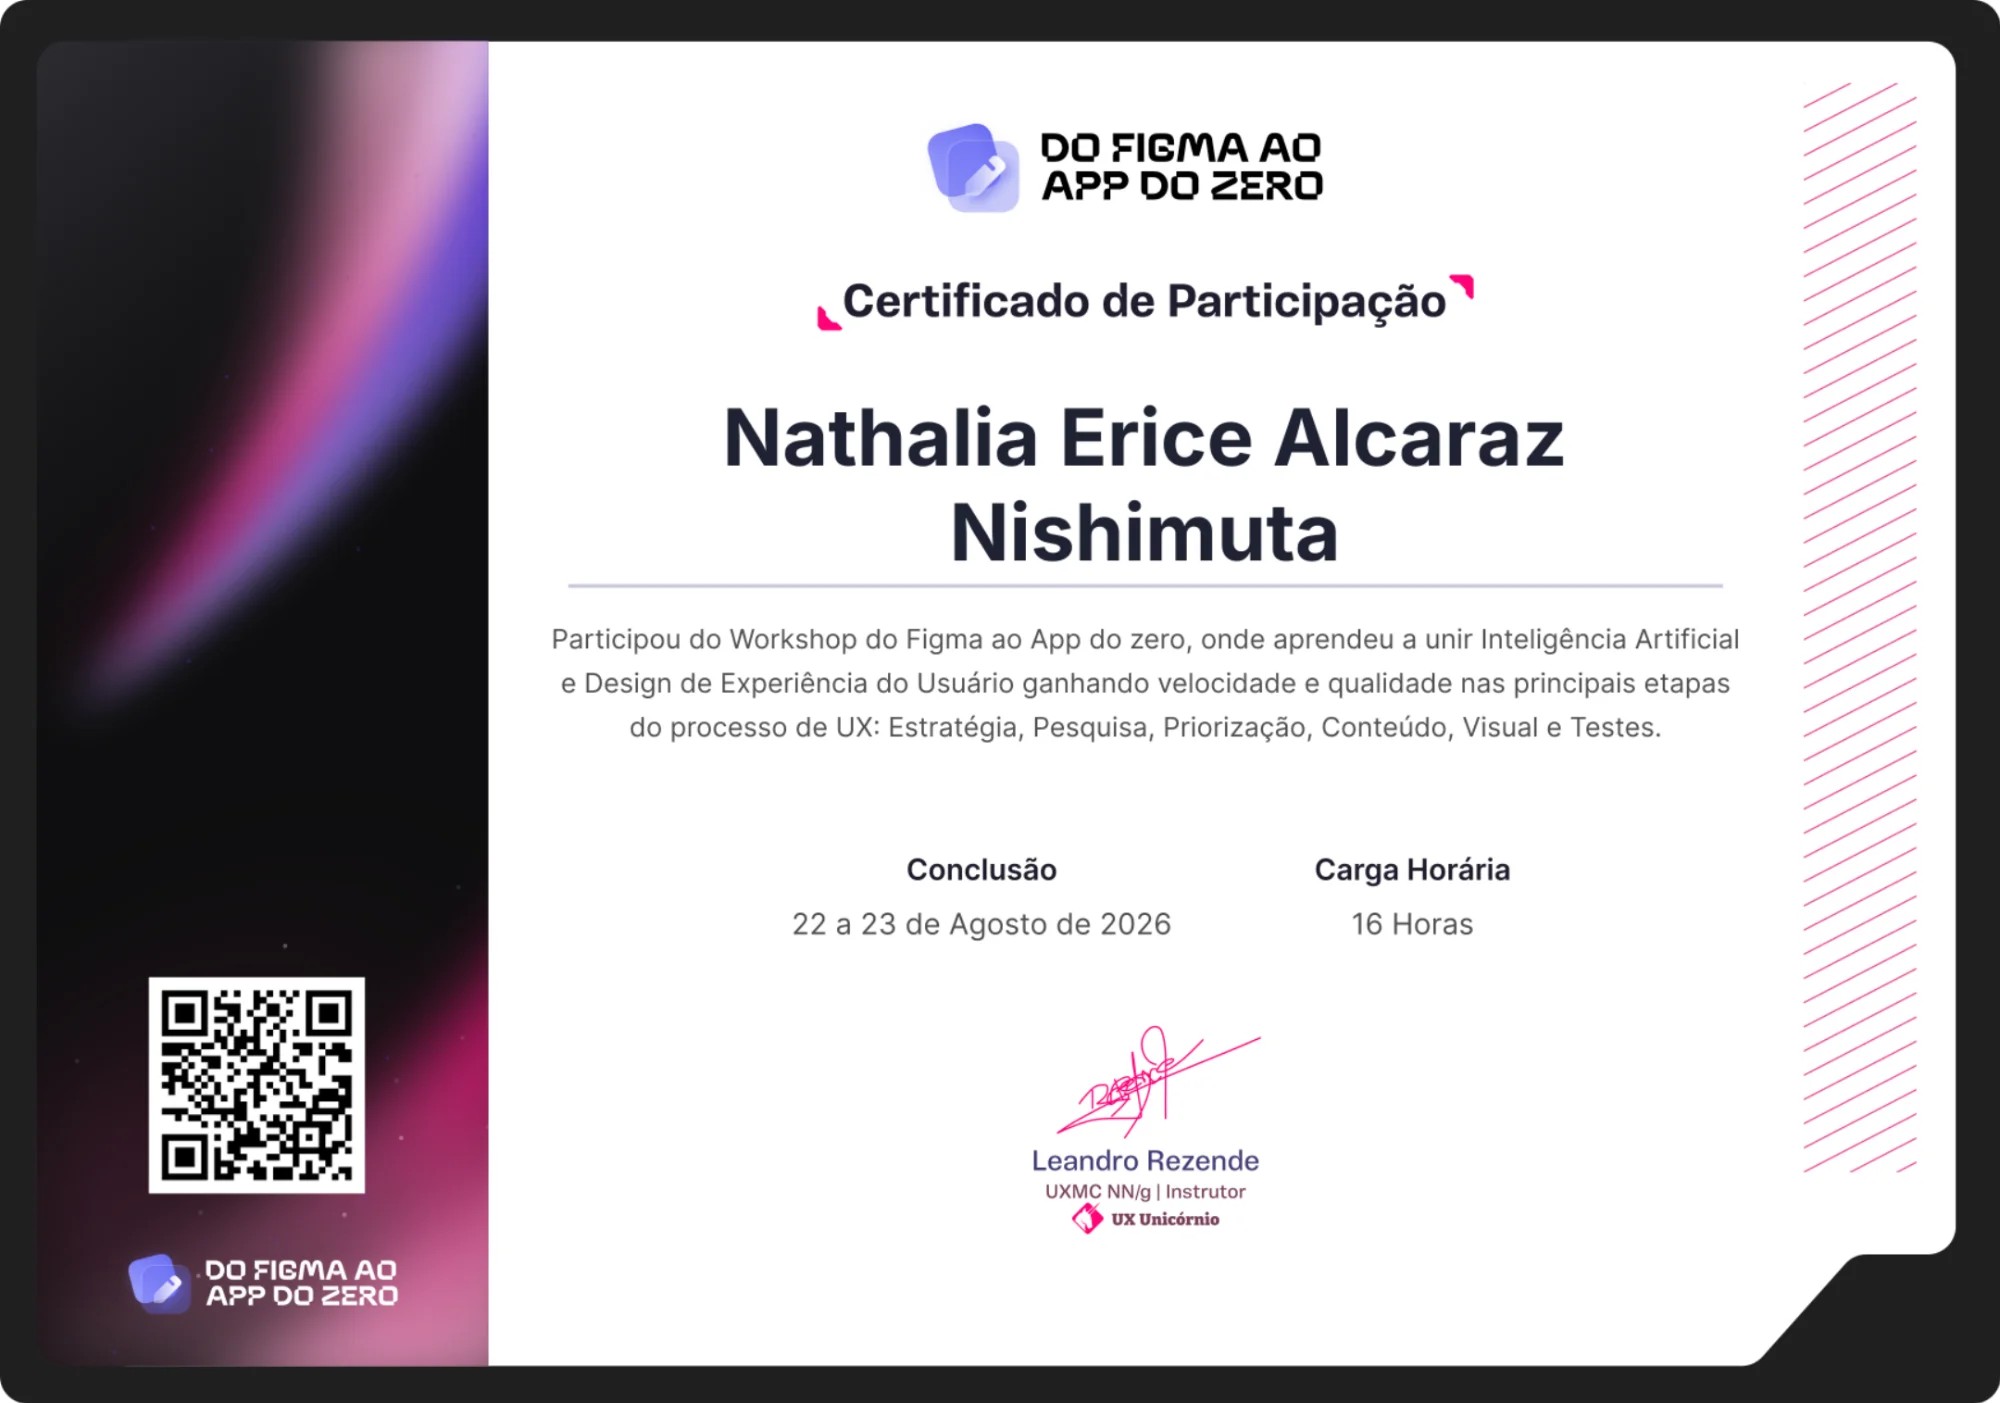 DO FIGMA AO
APP DO ZERO
Certificado de Participação
Nathalia Erice Alcaraz
Nishimuta
Participou do Workshop do Figma ao App do zero, onde aprendeu a unir Inteligência Artificial
e Design de Experiência do Usuário ganhando velocidade e qualidade nas principais etapas
do processo de UX: Estratégia, Pesquisa, Priorização, Conteúdo, Visual e Testes.
Conclusão
22 a 23 de Agosto de 2026
Carga Horária
16 Horas
Leandro Rezende
UXMC NN/g | Instrutor
UX Unicórnio
DO FIGMA AO
APP DO ZERO